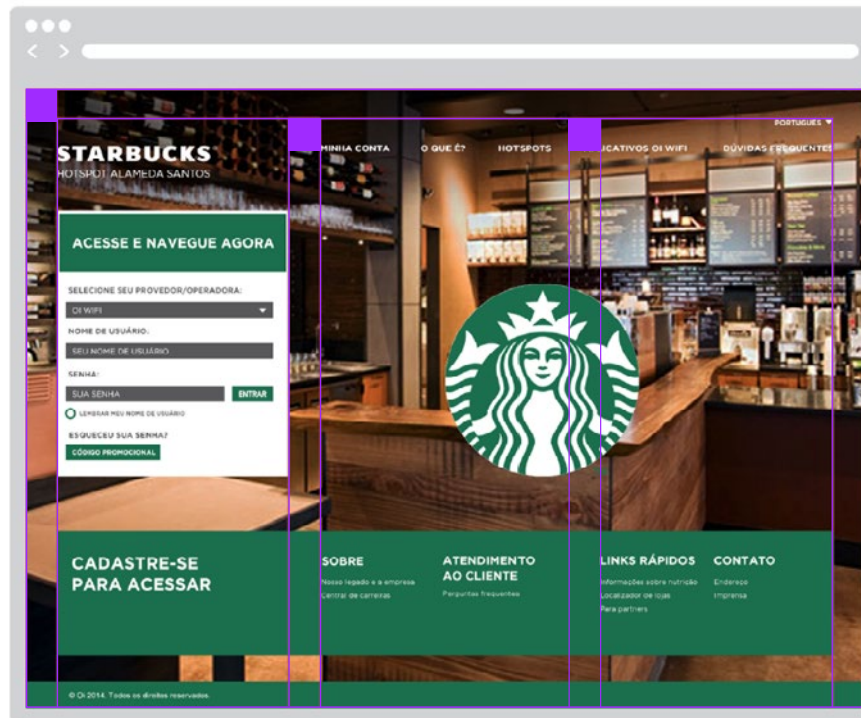 PORTUGUÊS
STARBUCKS
HOTSPOT ALAMEDA SANTOS
MINHA CONTA
O QUE É?
HOTSPOTS
ICATIVOS OI WIFI
DÚVIDAS FREQUENTES
ACESSE E NAVEGUE AGORA
SELECIONE SEU PROVEDOR/OPERADORA:
OI WIFI
NOME DE USUÁRIO:
SEU NOME DE USUÁRIO
SENHA:
SUA SENHA
ENTRAR
LEMBRAR MEU NOME DE USUÁRIO
ESQUECEU SUA SENHA?
CÓDIGO PROMOCIONAL
CADASTRE-SE
PARA ACESSAR
SOBRE
Nosso legado e a empresa
Central de carreiras
ATENDIMENTO
AO CLIENTE
Perguntas frequentes
LINKS RÁPIDOS
Informações sobre nutrição
Localizador de lojas
Para partners
CONTATO
Endereço
Imprensa
© Oi 2014. Todos os direitos reservados.